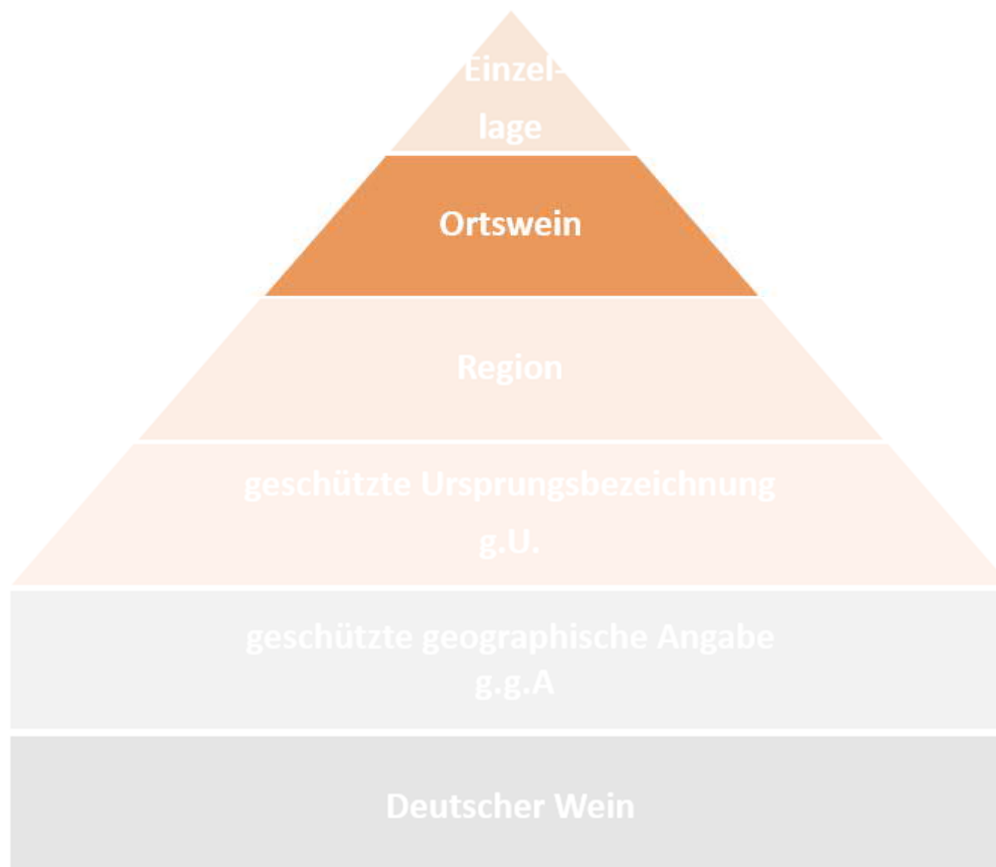 Einzel-
lage
Ortswein
Region
geschützte Ursprungsbezeichnung
g.U.
geschützte geographische Angabe
g.g.A
Deutscher Wein